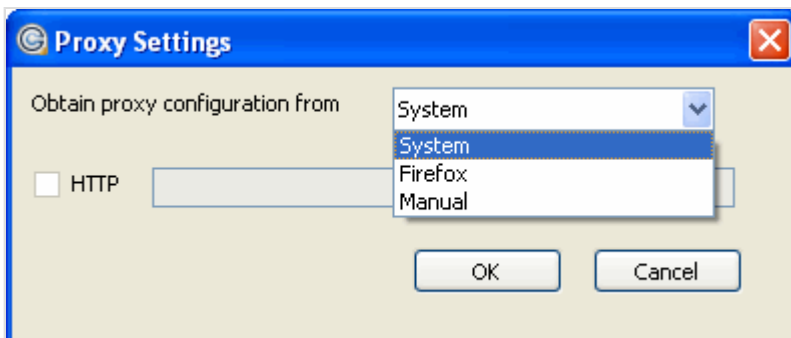 Proxy Settings
Obtain proxy configuration from
System
System
Firefox
Manual
HTTP
OK
Cancel